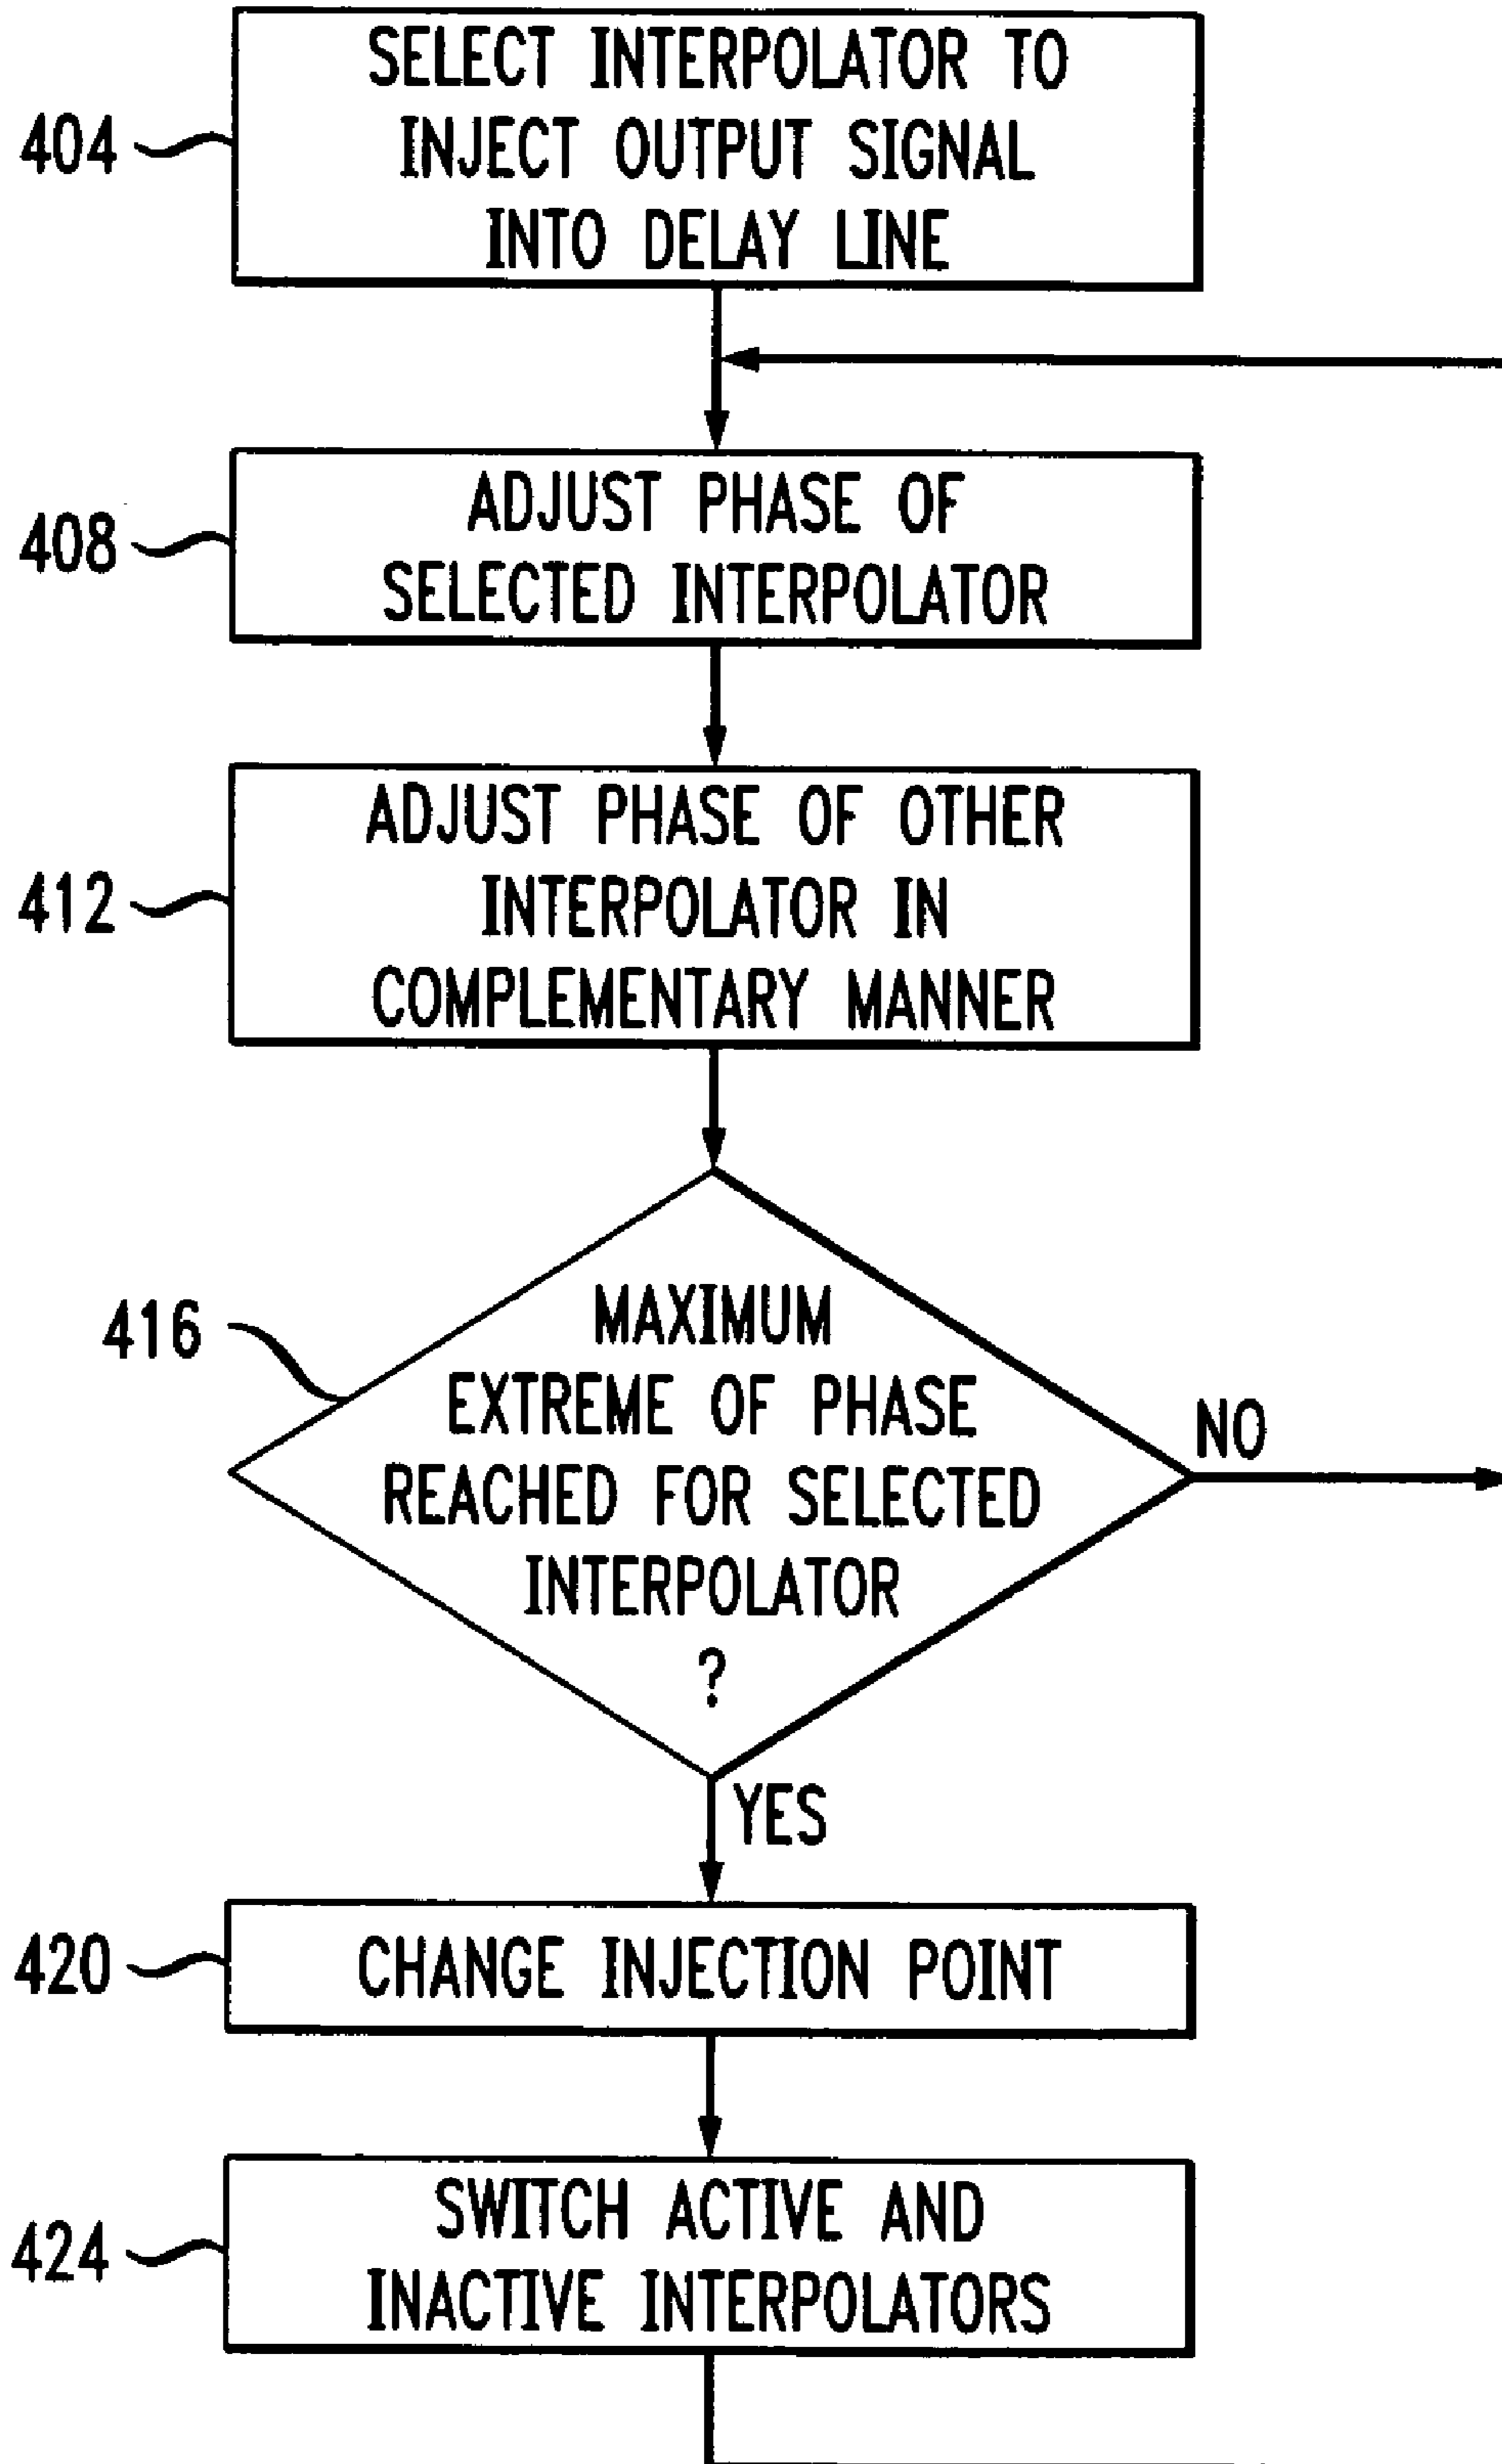 404
SELECT INTERPOLATOR TO
INJECT OUTPUT SIGNAL
INTO DELAY LINE
408
ADJUST PHASE OF
SELECTED INTERPOLATOR
412
ADJUST PHASE OF OTHER
INTERPOLATOR IN
COMPLEMENTARY MANNER
416
MAXIMUM
EXTREME OF PHASE
REACHED FOR SELECTED
INTERPOLATOR
?
NO
YES
420
CHANGE INJECTION POINT
424
SWITCH ACTIVE AND
INACTIVE INTERPOLATORS